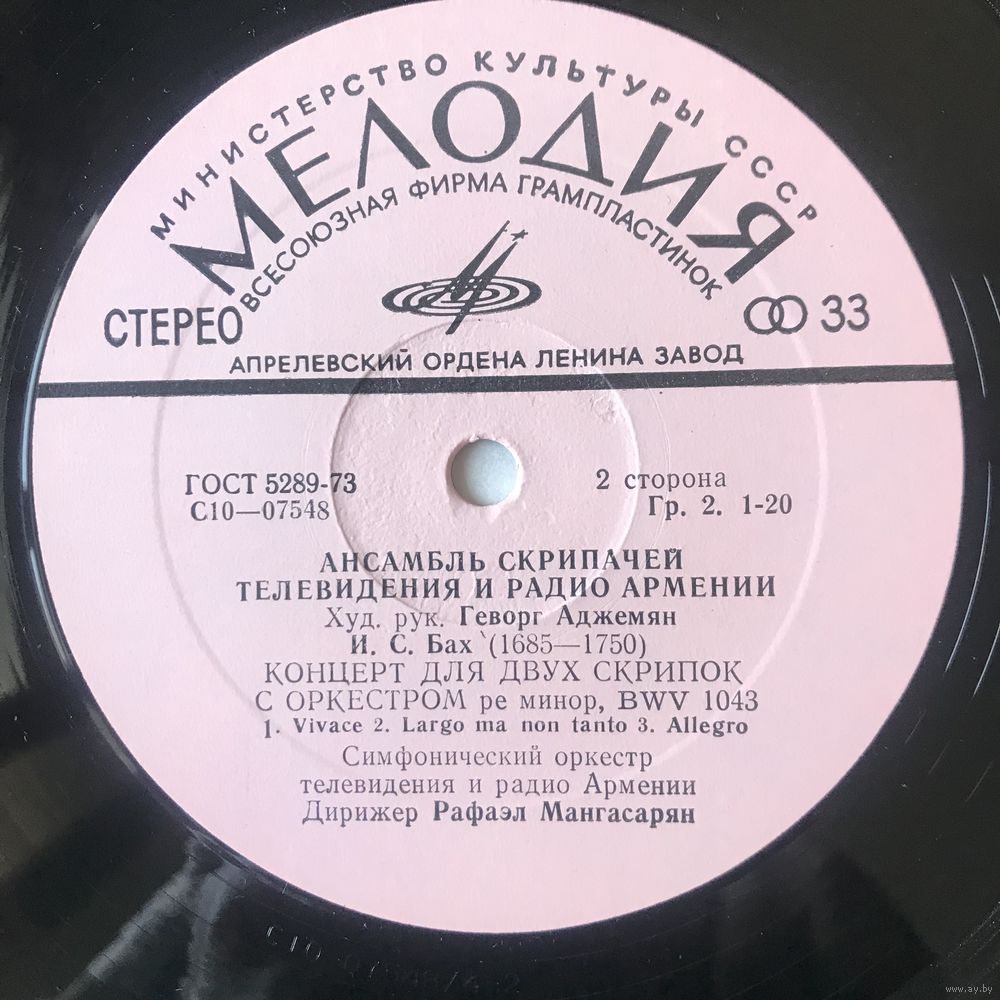 МИНИСТЕРСТВО КУЛЬТУРЫ СССР
МЕЛОДИЯ
ВСЕСОЮЗНАЯ ФИРМА ГРАМПЛАСТИНОК
СТЕРЕО
33
АПРЕЛЕВСКИЙ ОРДЕНА ЛЕНИНА ЗАВОД
ГОСТ 5289-73
2 сторона
С10—07548
Гр. 2. 1-20
АНСАМБЛЬ СКРИПАЧЕЙ
ТЕЛЕВИДЕНИЯ И РАДИО АРМЕНИИ
Худ. рук. Геворг Аджемян
И. С. Бах (1685—1750)
КОНЦЕРТ ДЛЯ ДВУХ СКРИПОК
С ОРКЕСТРОМ ре минор, BWV 1043
1. Vivace 2. Largo ma non tanto 3. Allegro
Симфонический оркестр
телевидения и радио Армении
Дирижер Рафаэл Мангасарян
www.ay.by